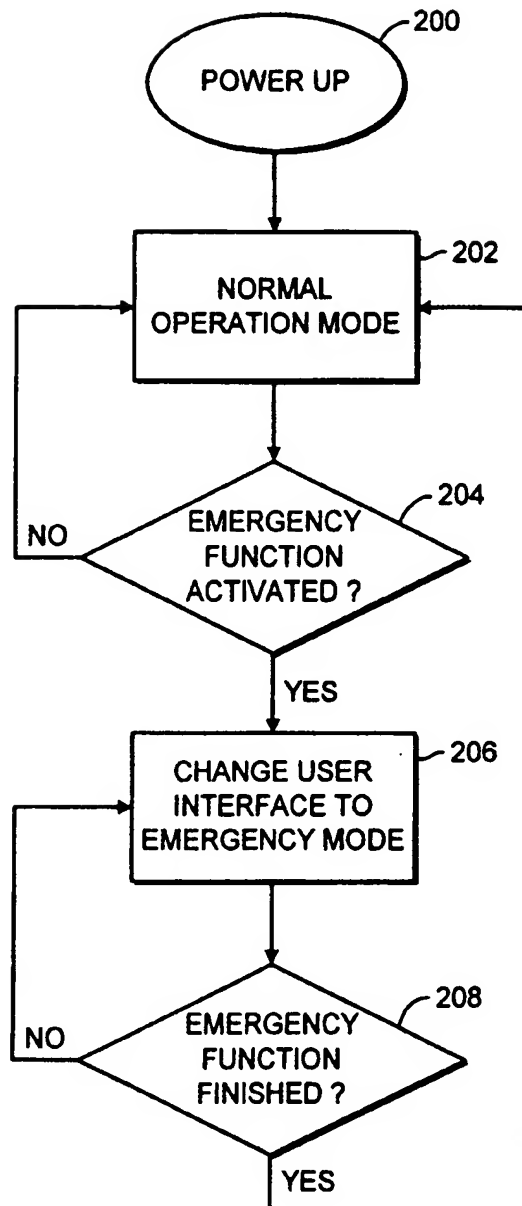 200
POWER UP
202
NORMAL
OPERATION MODE
204
EMERGENCY
FUNCTION
ACTIVATED ?
NO
YES
206
CHANGE USER
INTERFACE TO
EMERGENCY MODE
208
EMERGENCY
FUNCTION
FINISHED ?
NO
YES